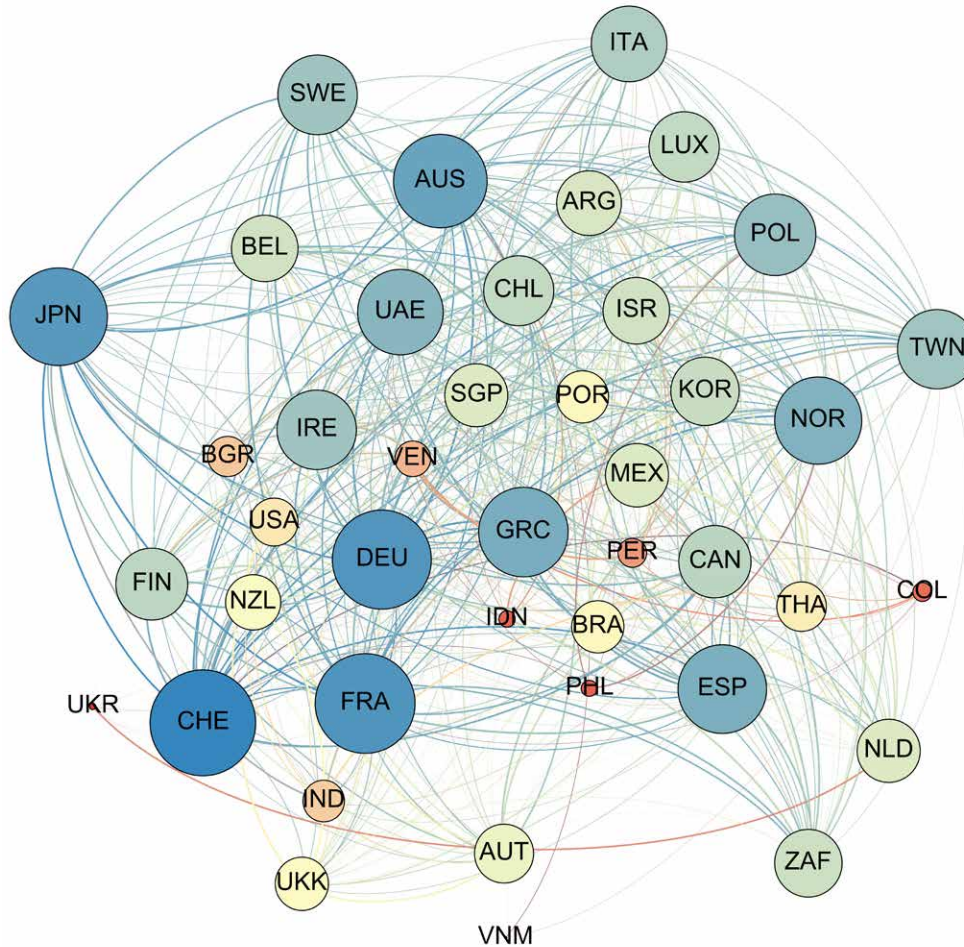 ITA
SWE
LUX
AUS
ARG
POL
BEL
CHL
ISR
JPN
UAE
TWN
SGP
POR
KOR
NOR
IRE
BGR
VEN
MEX
USA
GRC
PER
DEU
CAN
FIN
COL
NZL
THA
IDN
BRA
PHL
ESP
UKR
FRA
CHE
NLD
IND
AUT
ZAF
UKK
VNM